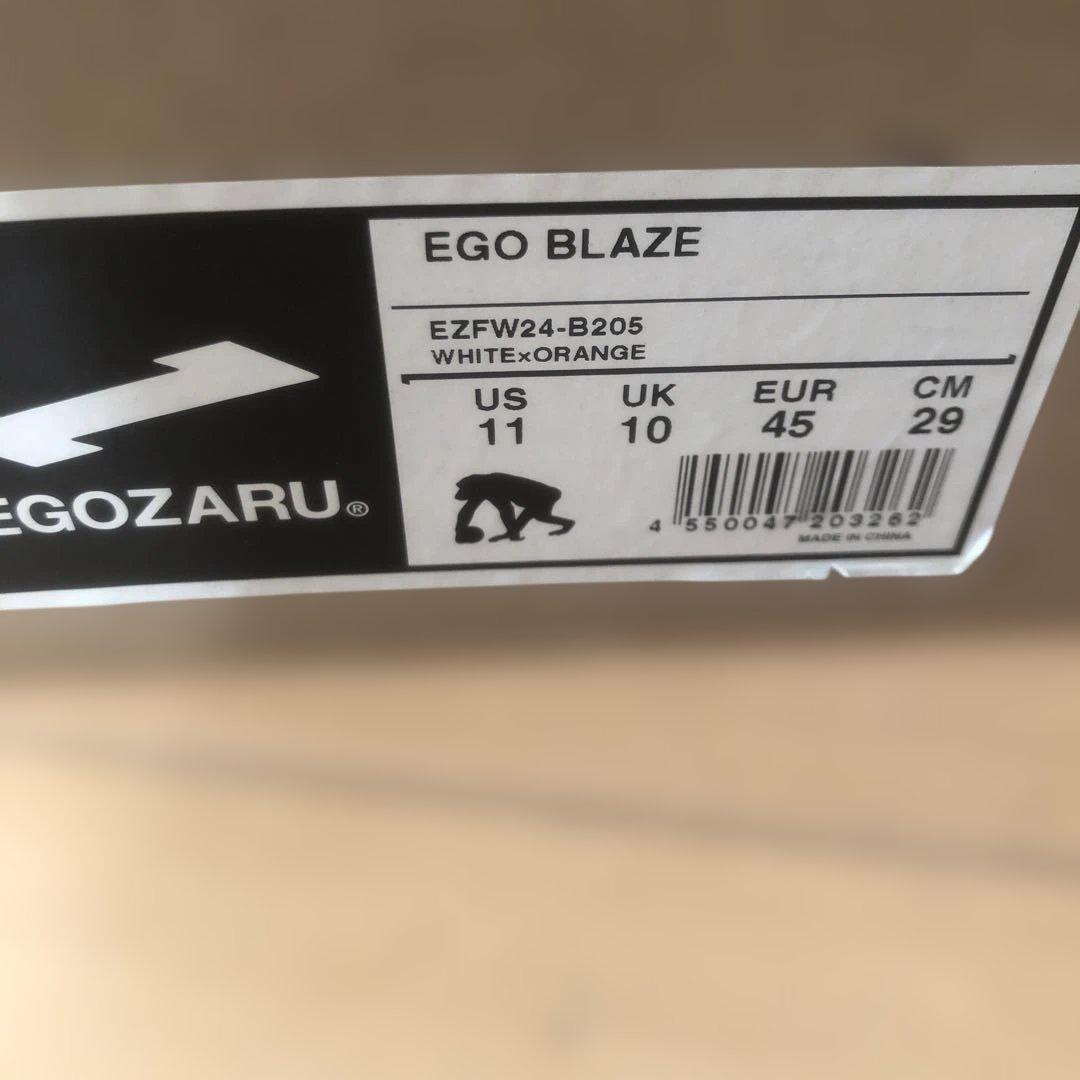 EGOZARU®
EGO BLAZE
EZFW24-B205
WHITE×ORANGE
US UK EUR CM
11 10 45 29
4 550047 203262
MADE IN CHINA